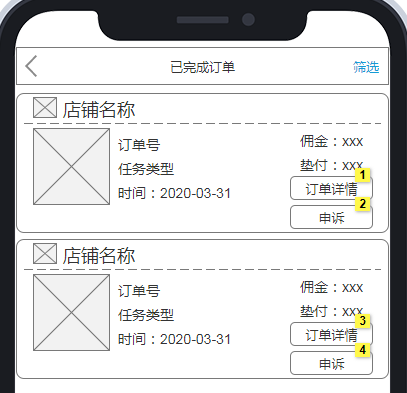 已完成订单 筛选
店铺名称
订单号 佣金：xxx
任务类型 垫付：xxx
1
时间：2020-03-31 订单详情
2
申诉
店铺名称
订单号 佣金：xxx
任务类型 垫付：xxx
3
时间：2020-03-31 订单详情
4
申诉